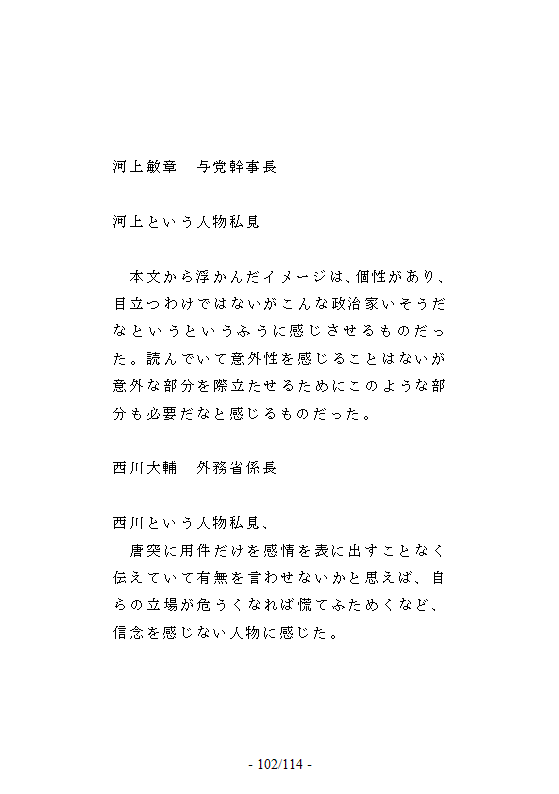 河上敏章　与党幹事長
河上という人物私見
　本文から浮かんだイメージは、個性があり、
目立つわけではないがこんな政治家いそうだ
なというというふうに感じさせるものだっ
た。読んでいて意外性を感じることはないが
意外な部分を際立たせるためにこのような部
分も必要だなと感じるものだった。
西川大輔　外務省係長
西川という人物私見、
　唐突に用件だけを感情を表に出すことなく
伝えていて有無を言わせないかと思えば、自
らの立場が危うくなれば慌てふためくなど、
信念を感じない人物に感じた。
- 102/114 -